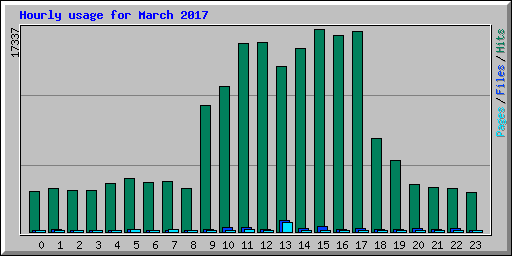 Hourly usage for March 2017
17337
Pages/Files/Hits
0 1 2 3 4 5 6 7 8 9 10 11 12 13 14 15 16 17 18 19 20 21 22 23